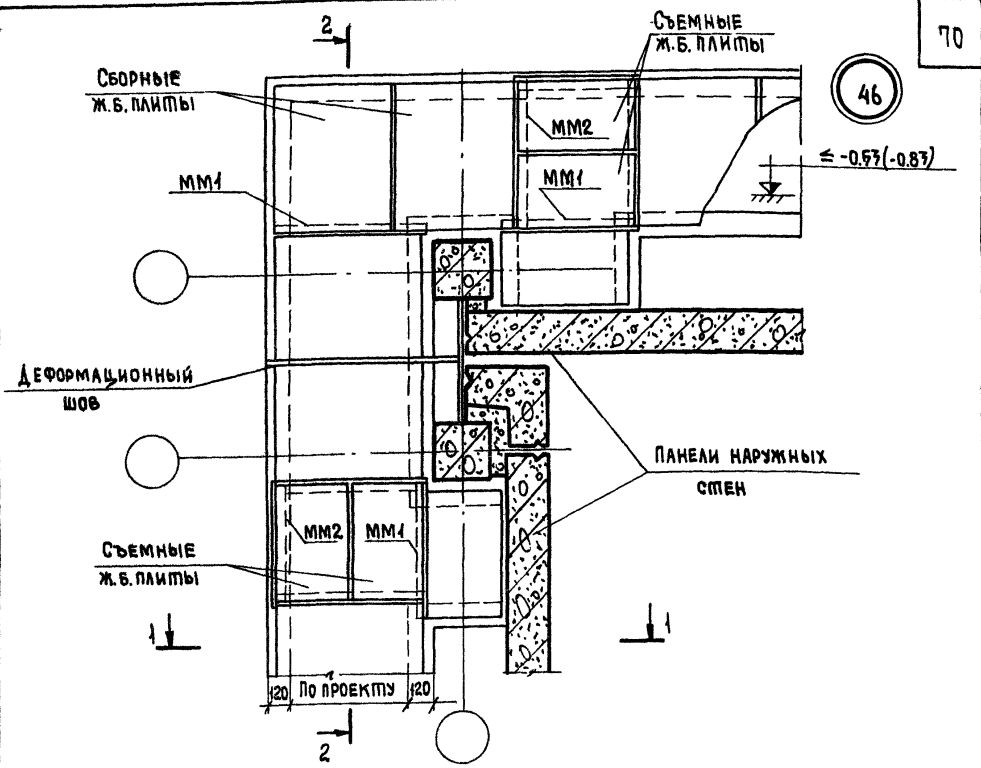 2
Съемные
ж.б. плиты
70
Сборные
ж.б. плиты
46
ММ2
≤ -0.53(-0.83)
ММ1
ММ1
Деформационный
шов
Панели наружных
стен
ММ2
ММ1
Съемные
ж.б. плиты
1
1
120
По проекту
120
2